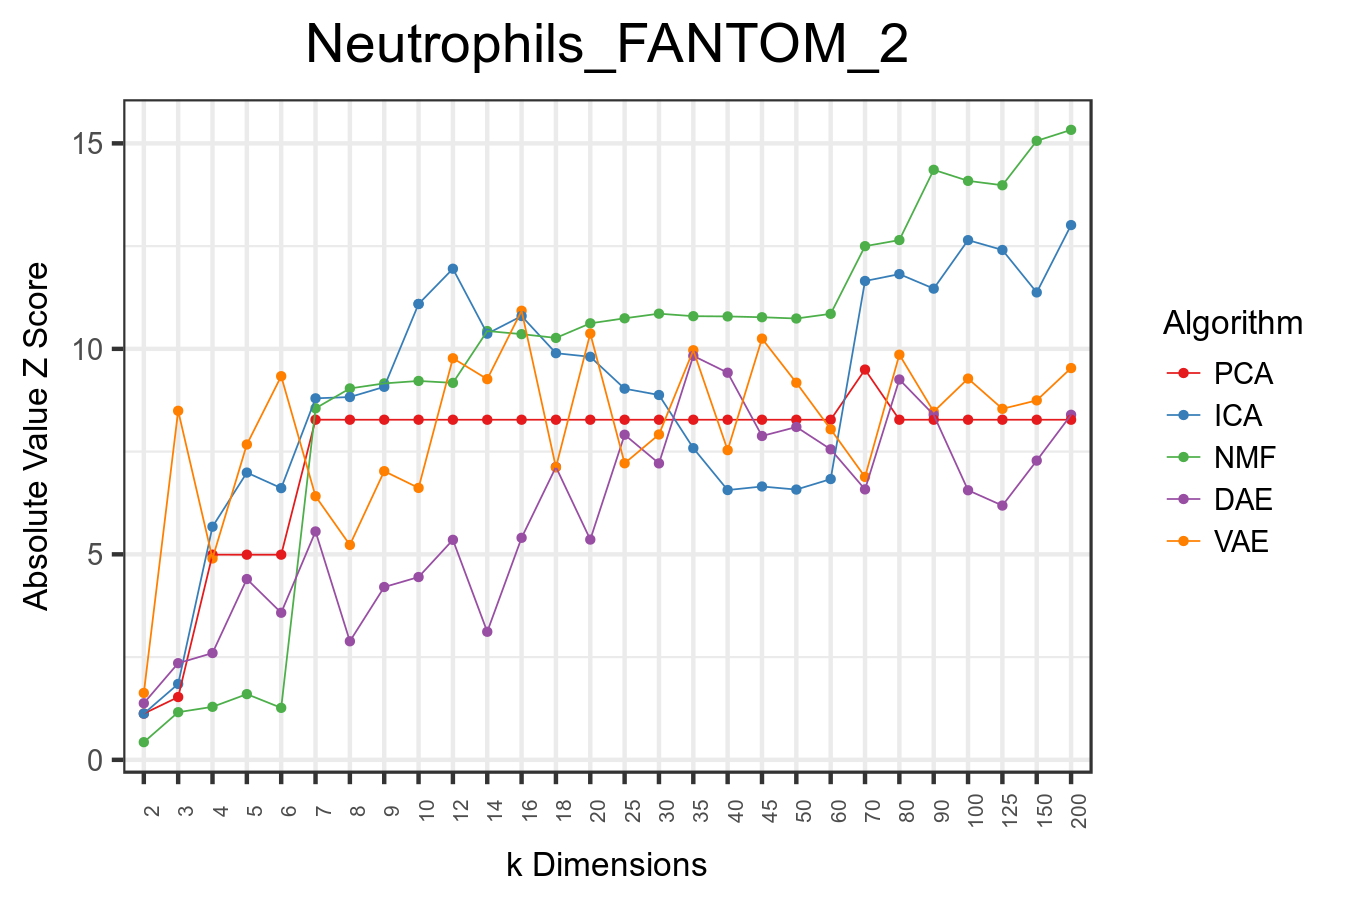 Neutrophils_FANTOM_2
Absolute Value Z Score
15
10
5
0
2 3 4 5 6 7 8 9 10 12 14 16 18 20 25 30 35 40 45 50 60 70 80 90 100 125 150 200
k Dimensions
Algorithm
PCA
ICA
NMF
DAE
VAE